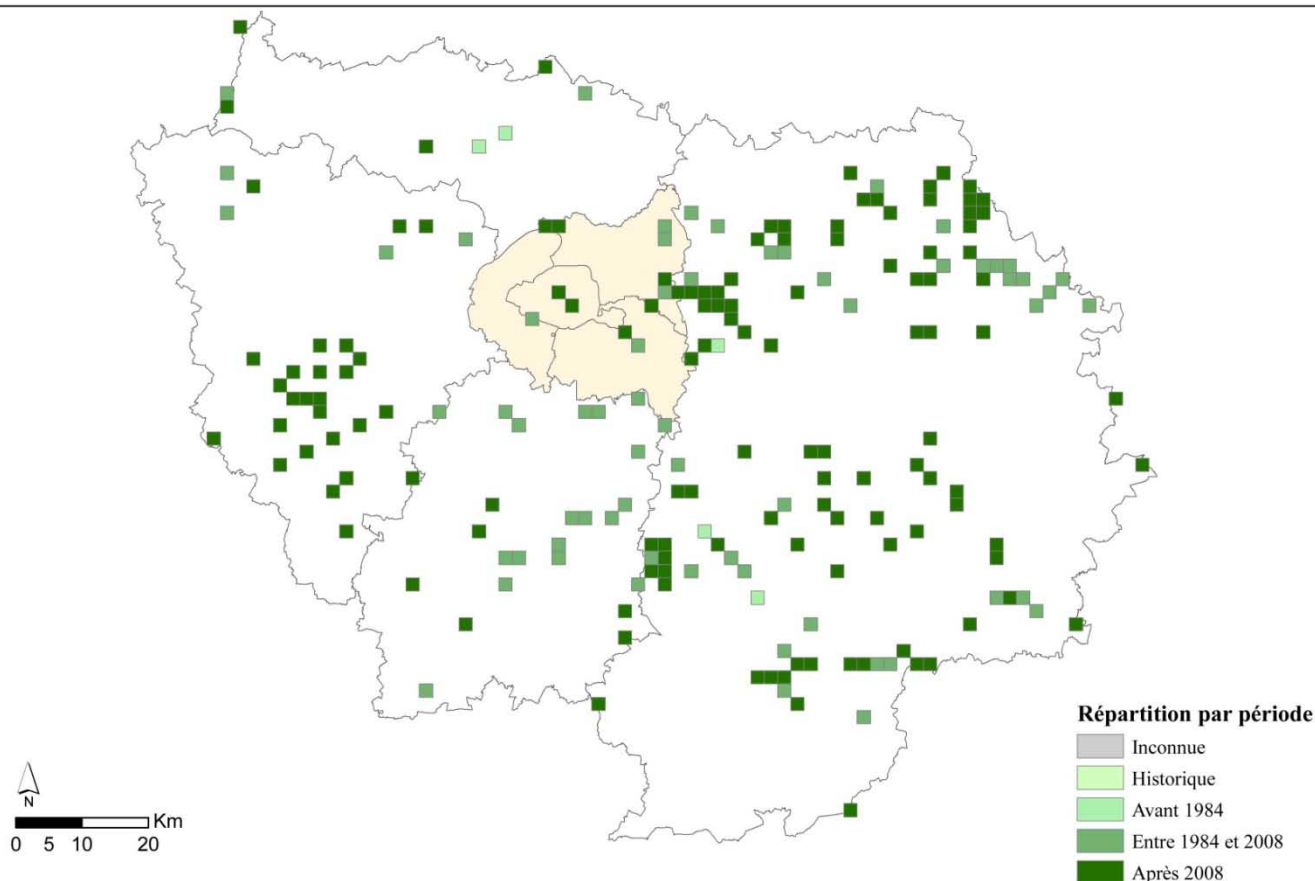 Répartition par période
Inconnue
Historique
Avant 1984
Entre 1984 et 2008
Après 2008
N
Km
0 5 10 20